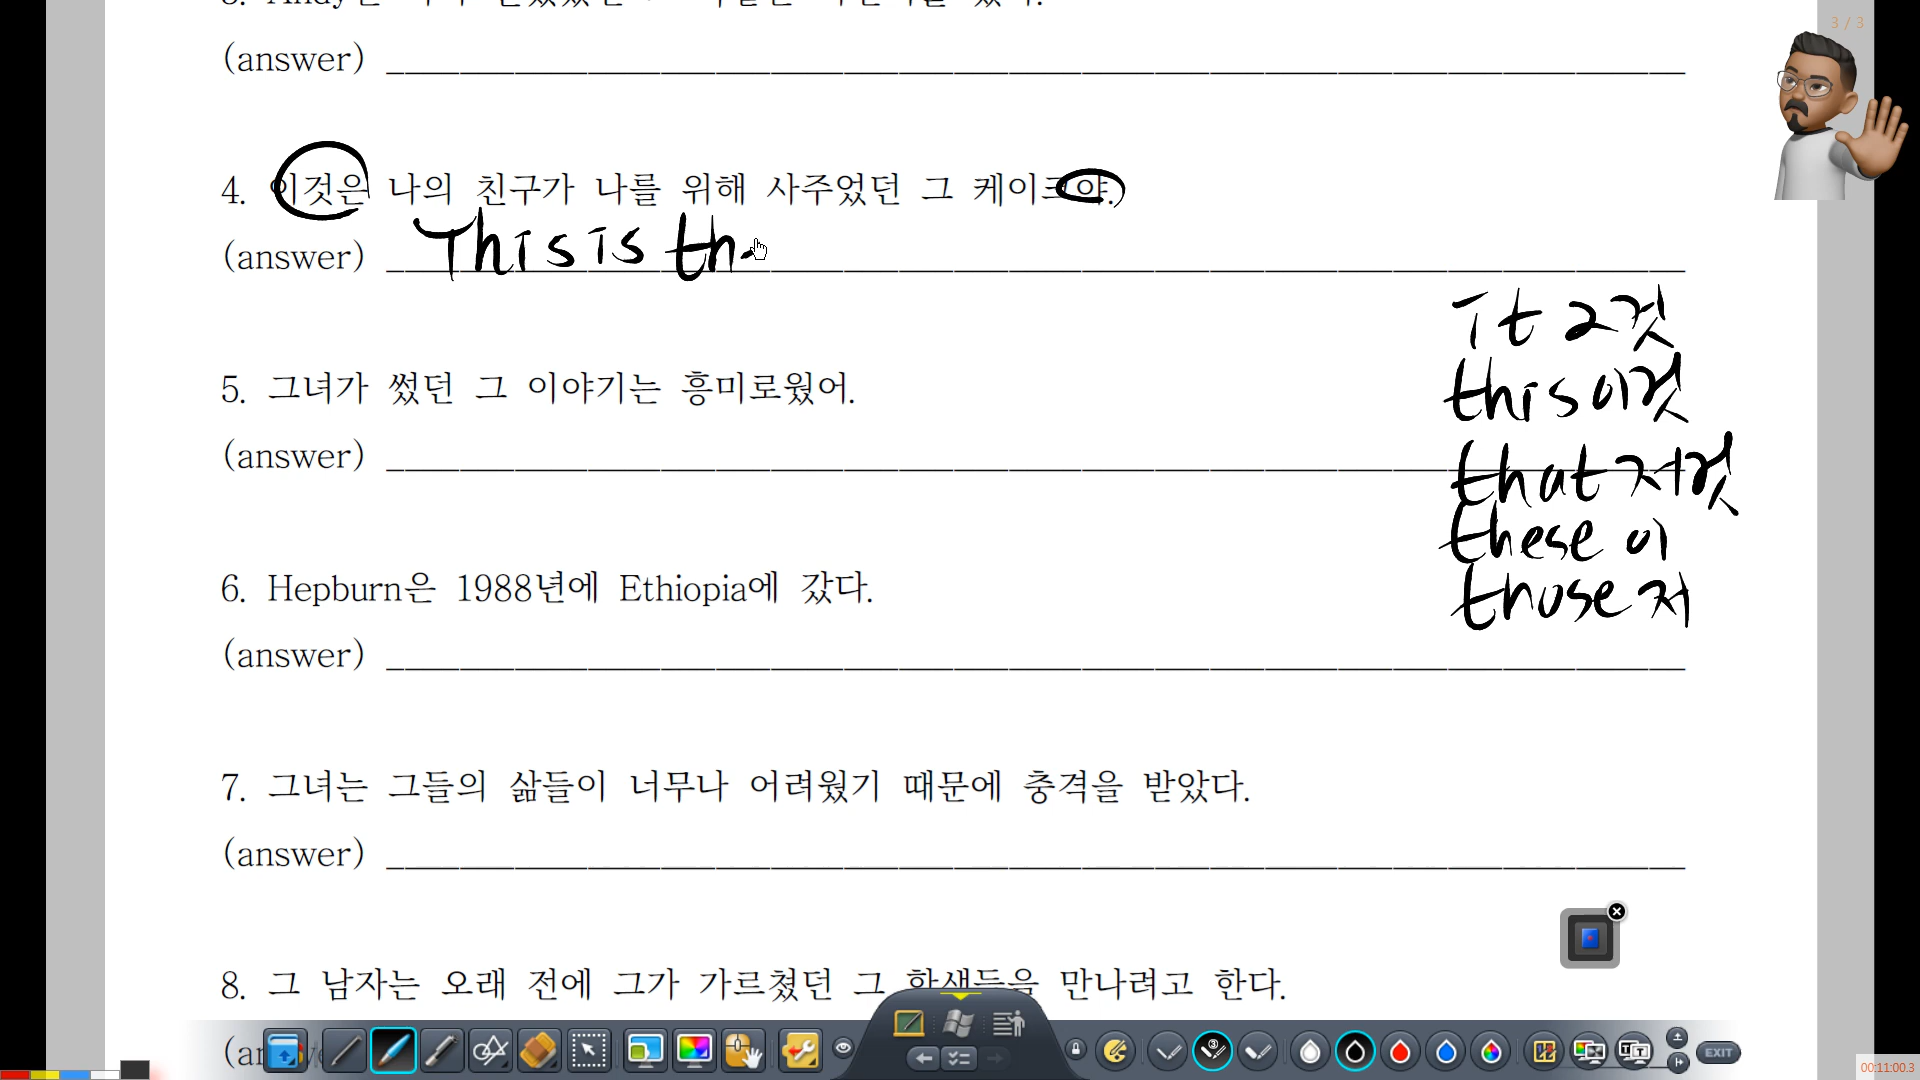 3 / 3
(answer)
4. 이것은 나의 친구가 나를 위해 사주었던 그 케이크야.
(answer) This is th
It 그것
this 이것
that 저것
these 이
those 저
5. 그녀가 썼던 그 이야기는 흥미로웠어.
(answer)
6. Hepburn은 1988년에 Ethiopia에 갔다.
(answer)
7. 그녀는 그들의 삶들이 너무나 어려웠기 때문에 충격을 받았다.
(answer)
8. 그 남자는 오래 전에 그가 가르쳤던 그 학생들을 만나려고 한다.
EXIT
00:11:00.3